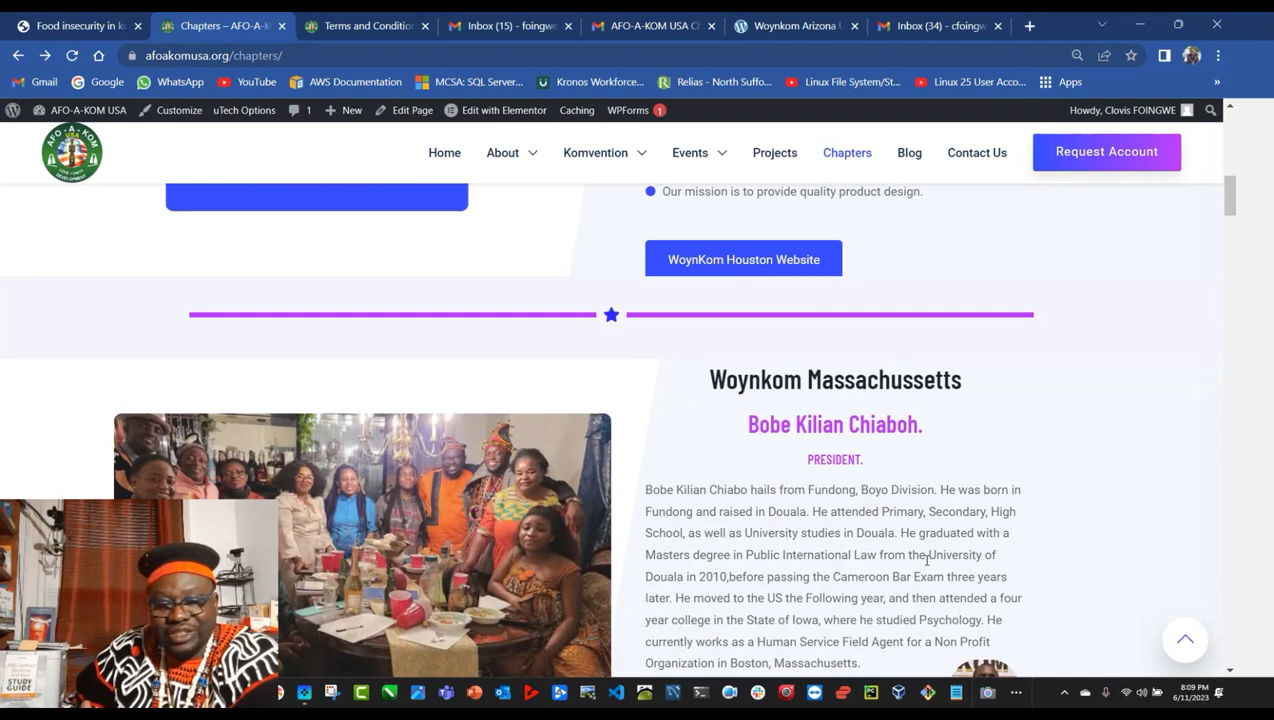 Food insecurity in k
Chapters – AFO-A-K
Terms and Condition
Inbox (15) - foingwe
AFO-A-KOM USA C
Woynkom Arizona L
Inbox (34) - cfoingw
afoakomusa.org/chapters/
Gmail
Google
WhatsApp
YouTube
AWS Documentation
MCSA: SQL Server...
Kronos Workforce...
Relias - North Suffo...
Linux File System/St...
Linux 25 User Acco...
Apps
AFO-A-KOM USA
Customize
uTech Options
1
New
Edit Page
Edit with Elementor
Caching
WPForms 1
Howdy, Clovis FOINGWE
AFO-A-KOM
USA
Home
About
Komvention
Events
Projects
Chapters
Blog
Contact Us
Request Account
Our mission is to provide quality product design.
WoynKom Houston Website
Woynkom Massachussetts
Bobe Kilian Chiaboh.
PRESIDENT.
Bobe Kilian Chiabo hails from Fundong, Boyo Division. He was born in
Fundong and raised in Douala. He attended Primary, Secondary, High
School, as well as University studies in Douala. He graduated with a
Masters degree in Public International Law from the University of
Douala in 2010,before passing the Cameroon Bar Exam three years
later. He moved to the US the Following year, and then attended a four
year college in the State of Iowa, where he studied Psychology. He
currently works as a Human Service Field Agent for a Non Profit
Organization in Boston, Massachusetts.
STUDY
GUIDE
8:09 PM
6/11/2023